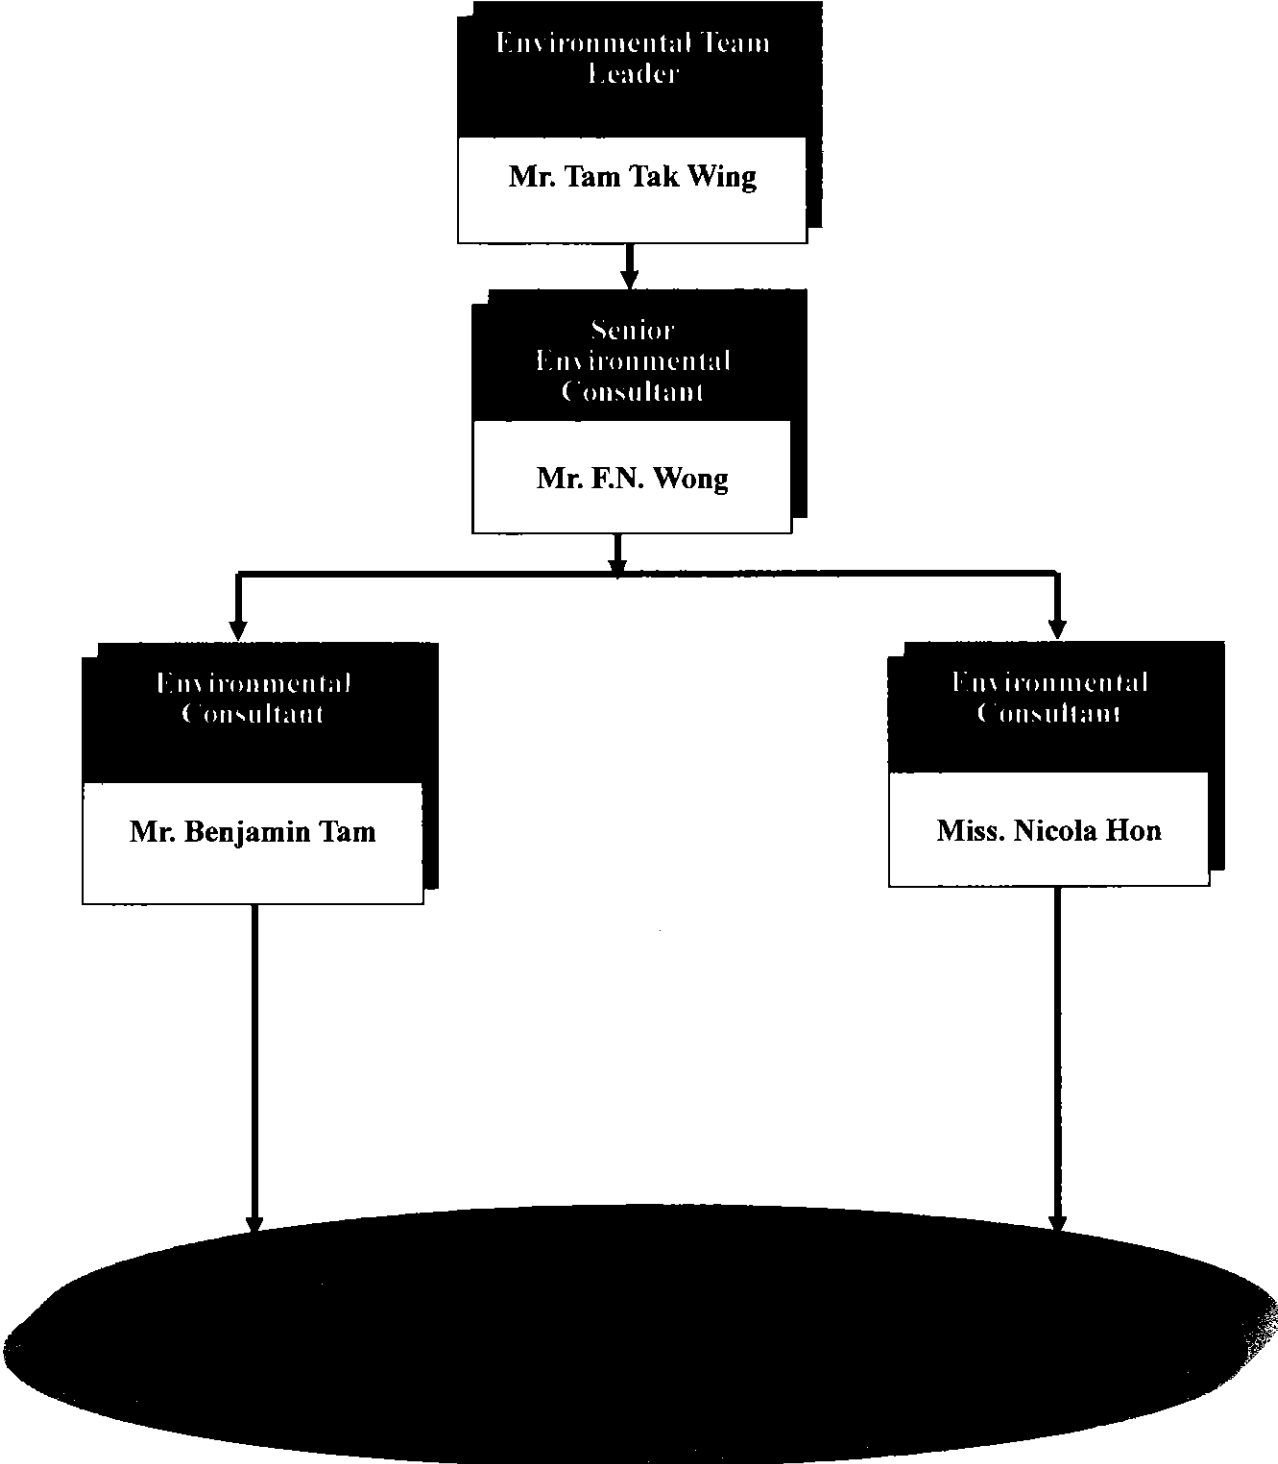 Environmental Team
Leader
Mr. Tam Tak Wing
Senior
Environmental
Consultant
Mr. F.N. Wong
Environmental
Consultant
Mr. Benjamin Tam
Environmental
Consultant
Miss. Nicola Hon